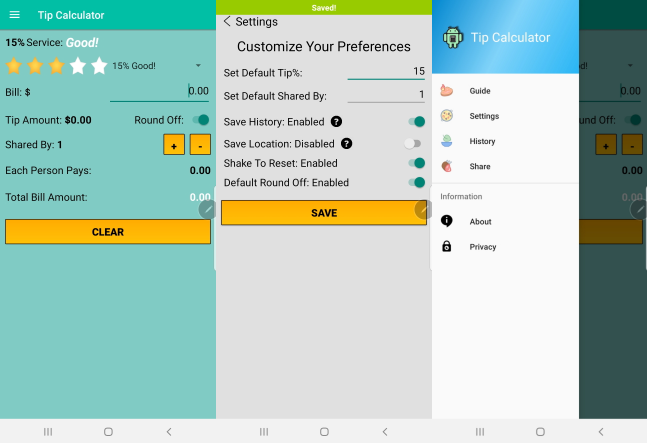 Tip Calculator
15% Service: Good!
15% Good!
Bill: $
0.00
Tip Amount: $0.00
Round Off:
Shared By: 1
+
-
Each Person Pays:
0.00
Total Bill Amount:
0.00
CLEAR
Saved!
Settings
Customize Your Preferences
Set Default Tip%:
15
Set Default Shared By:
1
Save History: Enabled ?
Save Location: Disabled ?
Shake To Reset: Enabled
Default Round Off: Enabled
SAVE
Tip Calculator
Guide
Settings
History
Share
Information
About
Privacy
d!
0.00
und Off:
+
-
0.00
0.00